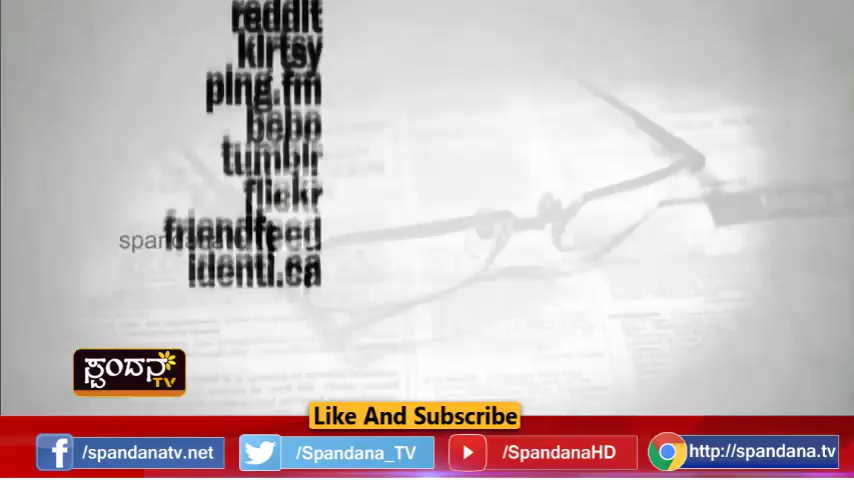 reddit
kirtsy
ping.fm
bebo
tumblr
flickr
friendfeed
identi.ca
ಸ್ಪಂದನ
TV
Like And Subscribe
/spandanatv.net
/Spandana_TV
/SpandanaHD
http://spandana.tv